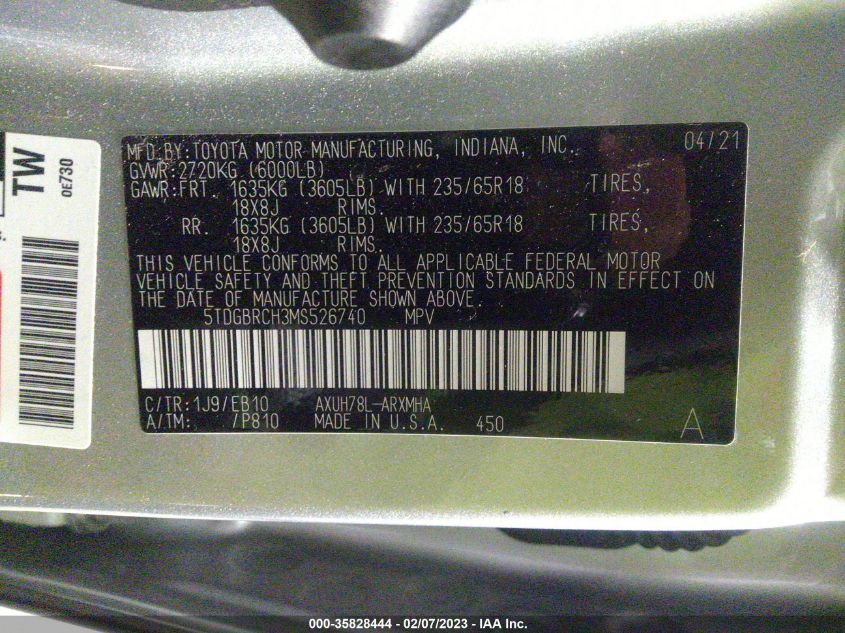 MFD.BY:TOYOTA MOTOR MANUFACTURING, INDIANA, INC. 04/21
GVWR:2720KG (6000LB)
GAWR:FRT. 1635KG (3605LB) WITH 235/65R18 TIRES,
18X8J RIMS.
RR. 1635KG (3605LB) WITH 235/65R18 TIRES,
18X8J RIMS.
THIS VEHICLE CONFORMS TO ALL APPLICABLE FEDERAL MOTOR
VEHICLE SAFETY AND THEFT PREVENTION STANDARDS IN EFFECT ON
THE DATE OF MANUFACTURE SHOWN ABOVE.
5TDGBRCH3MS526740 MPV
C/TR:1J9/EB10 AXUH78L-ARXMHA
A/TM: /P810 MADE IN U.S.A. 450 A
TW
0E730
000-35828444 - 02/07/2023 - IAA Inc.